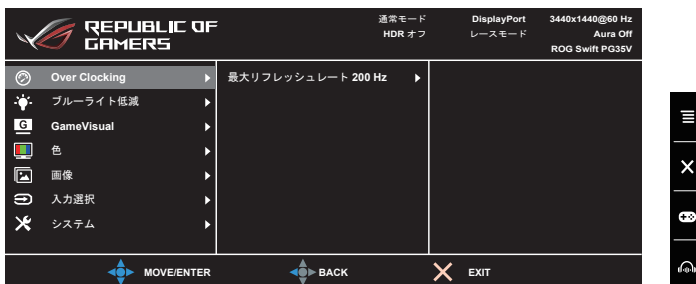 REPUBLIC OF
GAMERS
通常モード
HDR オフ
DisplayPort
レースモード
3440x1440@60 Hz
Aura Off
ROG Swift PG35V
Over Clocking
最大リフレッシュレート 200 Hz
ブルーライト低減
G
GameVisual
色
画像
入力選択
システム
MOVE/ENTER
BACK
EXIT